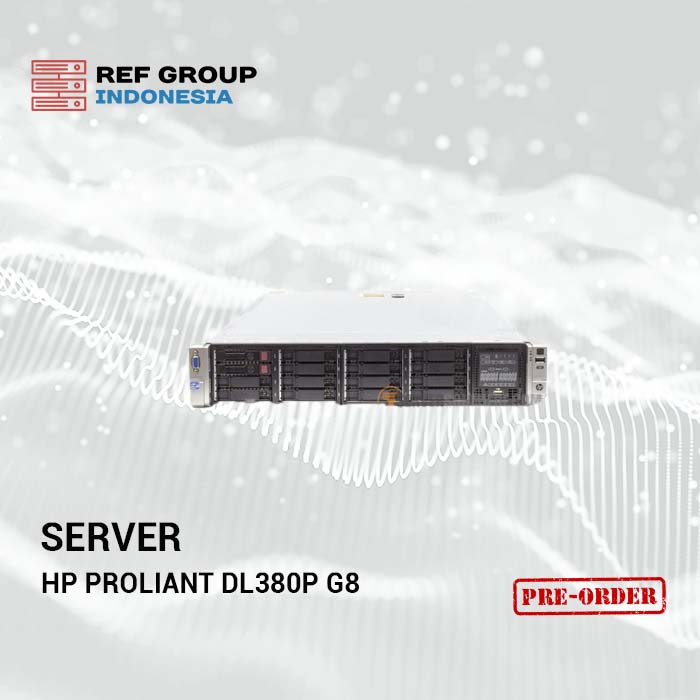 REF GROUP
INDONESIA
SERVER
HP PROLIANT DL380P G8
PRE-ORDER